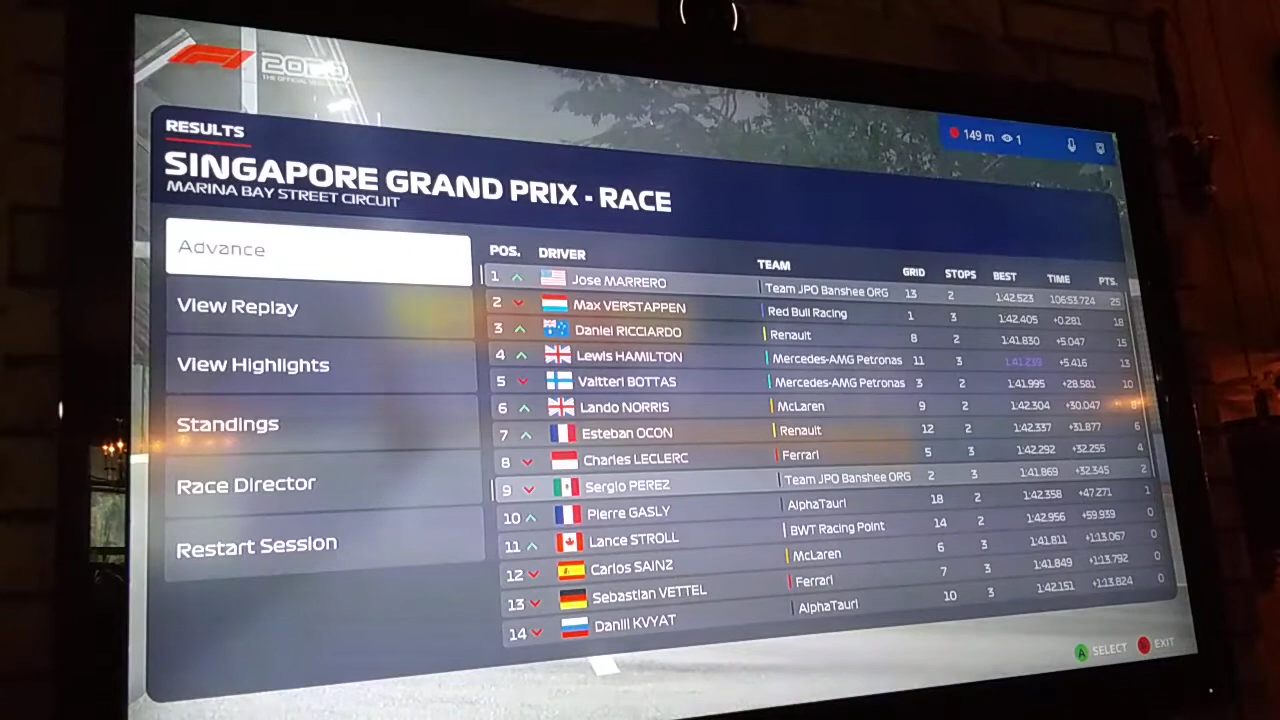 F1 2020
RESULTS
149 m 1
SINGAPORE GRAND PRIX - RACE
MARINA BAY STREET CIRCUIT
Advance
View Replay
View Highlights
Standings
Race Director
Restart Session
POS. DRIVER TEAM GRID STOPS BEST TIME PTS.
1 Jose MARRERO Team JPO Banshee ORG 13 2 1:42.523 106:53.724 25
2 Max VERSTAPPEN Red Bull Racing 1 3 1:42.405 +0.281 18
3 Daniel RICCIARDO Renault 8 2 1:41.830 +5.047 15
4 Lewis HAMILTON Mercedes-AMG Petronas 11 3 1:41.239 +5.416 13
5 Valtteri BOTTAS Mercedes-AMG Petronas 3 2 1:41.995 +28.581 10
6 Lando NORRIS McLaren 9 2 1:42.304 +30.047 8
7 Esteban OCON Renault 12 2 1:42.337 +31.877 6
8 Charles LECLERC Ferrari 5 3 1:42.292 +32.255 4
9 Sergio PEREZ Team JPO Banshee ORG 2 3 1:41.869 +32.345 2
10 Pierre GASLY AlphaTauri 18 2 1:42.358 +47.271 1
11 Lance STROLL BWT Racing Point 14 2 1:42.956 +59.939 0
12 Carlos SAINZ McLaren 6 3 1:41.811 +1:13.067 0
13 Sebastian VETTEL Ferrari 7 3 1:41.849 +1:13.792 0
14 Daniil KVYAT AlphaTauri 10 3 1:42.151 +1:13.824 0
A SELECT EXIT